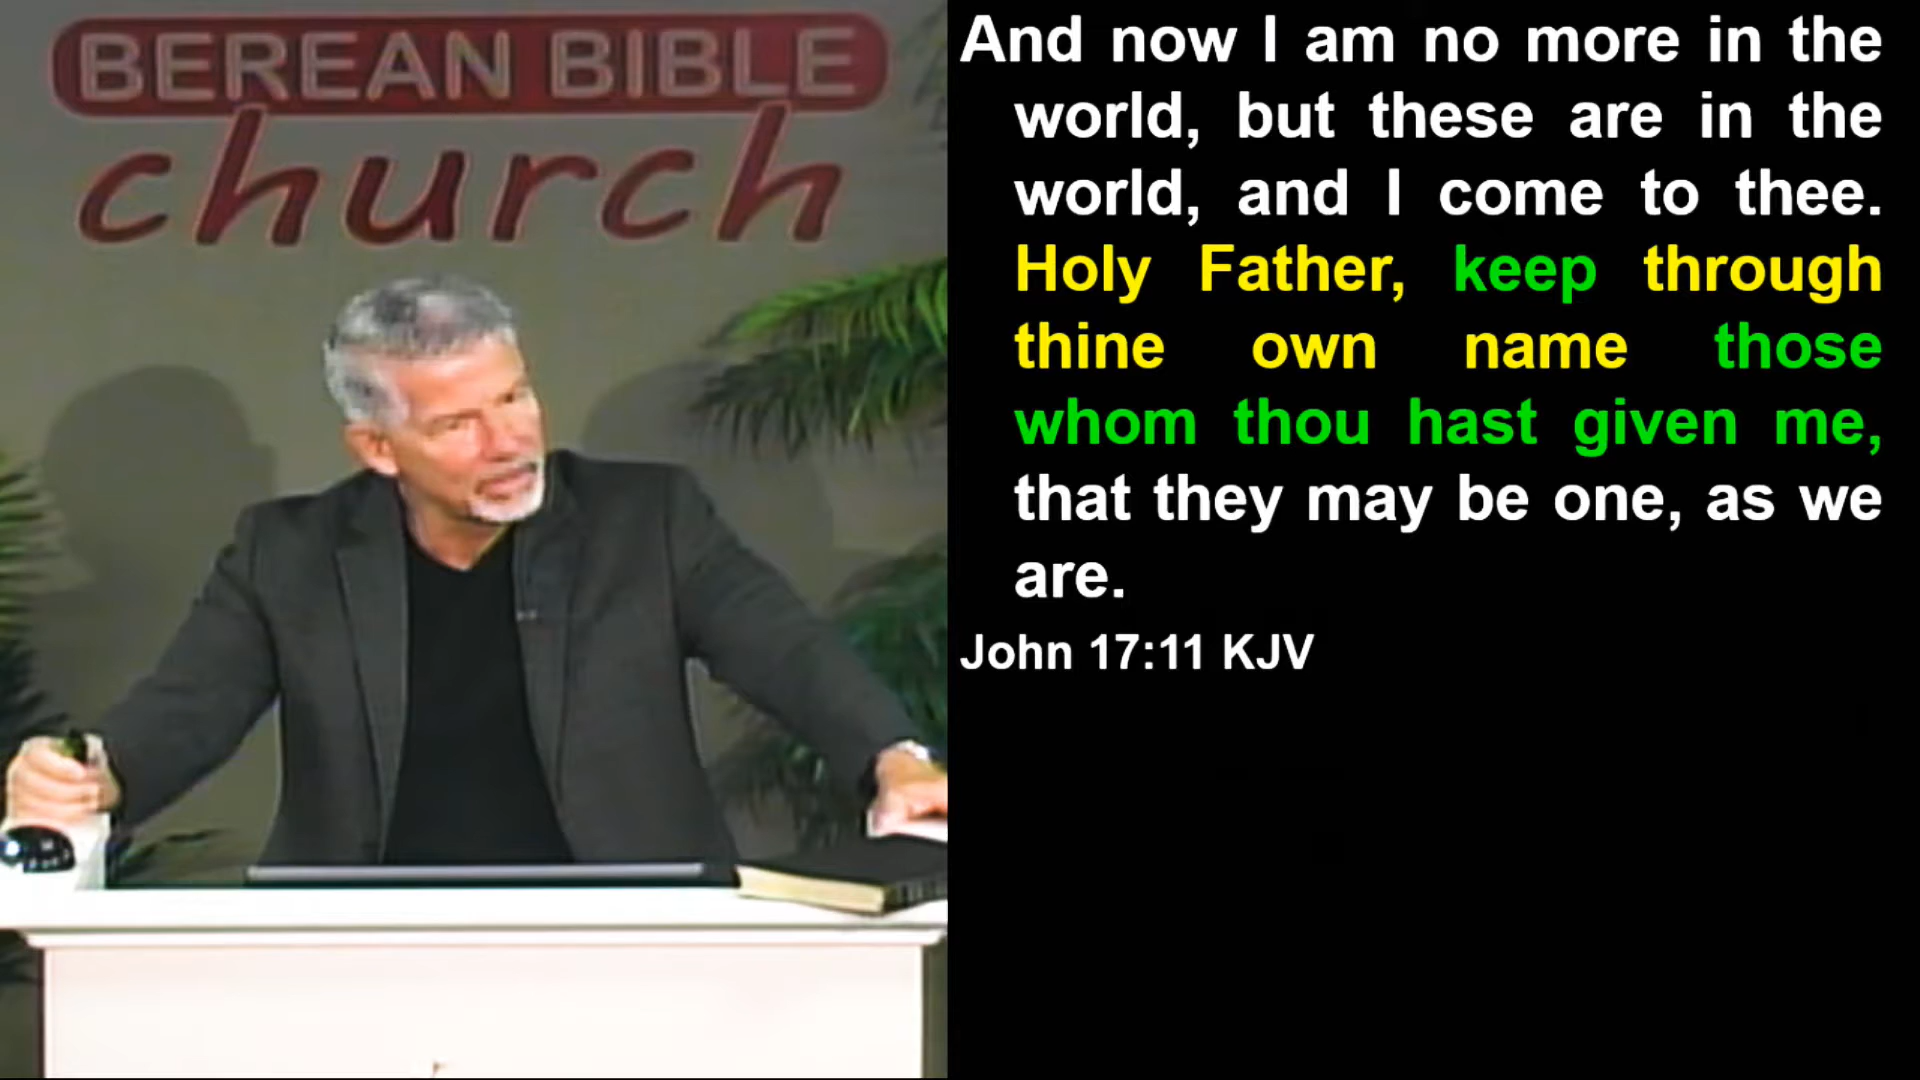 BEREAN BIBLE
church
And now I am no more in the
world, but these are in the
world, and I come to thee.
Holy Father, keep through
thine own name those
whom thou hast given me,
that they may be one, as we
are.
John 17:11 KJV